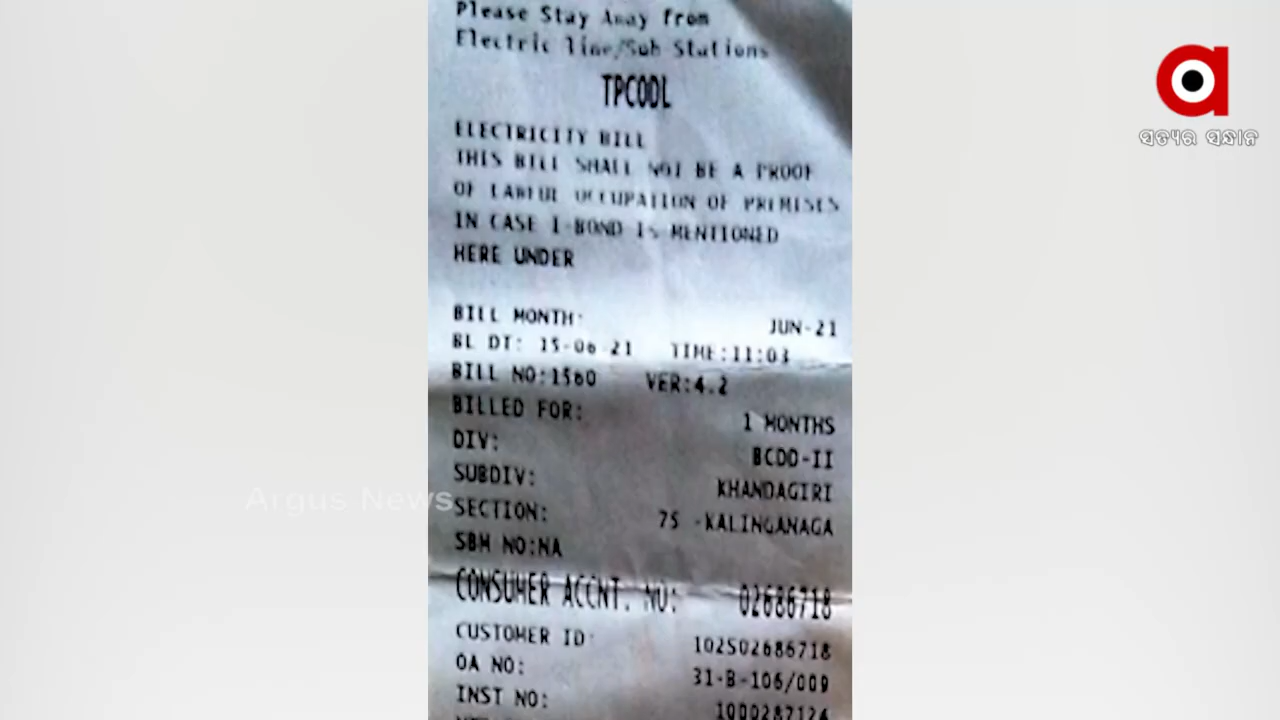 Please Stay Away from
Electric line/Sub Stations
TPCODL
ELECTRICITY BILL
THIS BILL SHALL NOT BE A PROOF
OF LAWFUL OCCUPATION OF PREMISES
IN CASE I-BOND IS MENTIONED
HERE UNDER
BILL MONTH: JUN-21
BL DT: 15-06-21 TIME:11:03
BILL NO:1560 VER:4.2
BILLED FOR: 1 MONTHS
DIV: BCDD-II
SUBDIV: KHANDAGIRI
SECTION: 75 -KALINGANAGA
SBM NO:NA
CONSUMER ACCNT. NO: 02686718
CUSTOMER ID: 102S02686718
OA NO: 31-B-106/009
INST NO: 1000287124
ସତ୍ୟର ସନ୍ଧାନ
Argus News